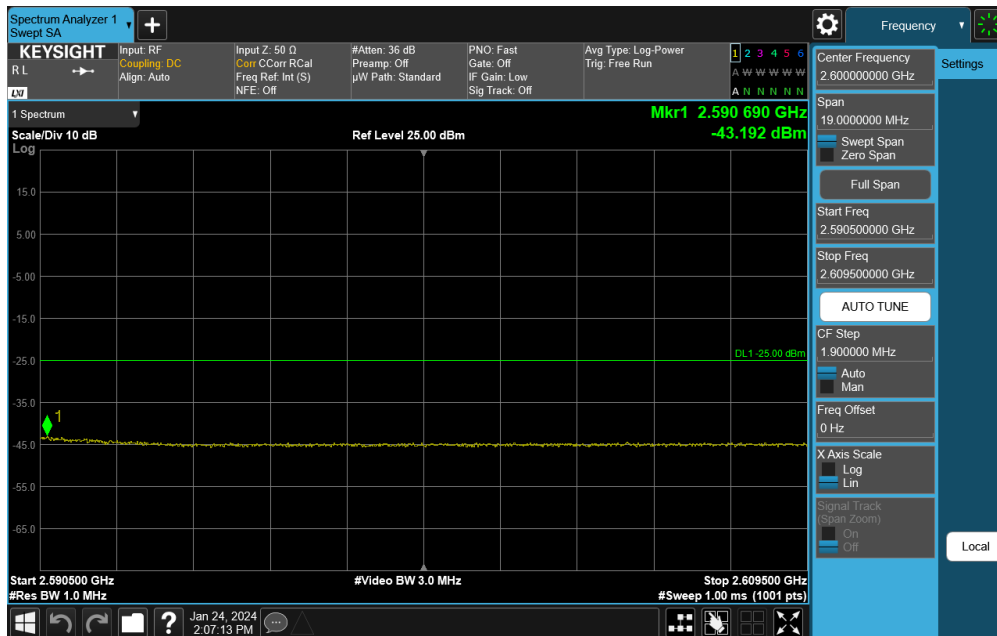 Spectrum Analyzer 1
Swept SA
Frequency
KEYSIGHT
R L
LXI
Input: RF
Coupling: DC
Align: Auto
Input Z: 50 Ω
Corr CCorr RCal
Freq Ref: Int (S)
NFE: Off
#Atten: 36 dB
Preamp: Off
µW Path: Standard
PNO: Fast
Gate: Off
IF Gain: Low
Sig Track: Off
Avg Type: Log-Power
Trig: Free Run
1 2 3 4 5 6
A W W W W W
A N N N N N
1 Spectrum
Scale/Div 10 dB
Log
Ref Level 25.00 dBm
Mkr1 2.590 690 GHz
-43.192 dBm
15.0
5.00
-5.00
-15.0
-25.0
-35.0
-45.0
-55.0
-65.0
DL1 -25.00 dBm
1
Start 2.590500 GHz
#Res BW 1.0 MHz
#Video BW 3.0 MHz
Stop 2.609500 GHz
#Sweep 1.00 ms (1001 pts)
Center Frequency
2.600000000 GHz
Settings
Span
19.0000000 MHz
Swept Span
Zero Span
Full Span
Start Freq
2.590500000 GHz
Stop Freq
2.609500000 GHz
AUTO TUNE
CF Step
1.900000 MHz
Auto
Man
Freq Offset
0 Hz
X Axis Scale
Log
Lin
Signal Track
(Span Zoom)
On
Off
Local
?
Jan 24, 2024
2:07:13 PM